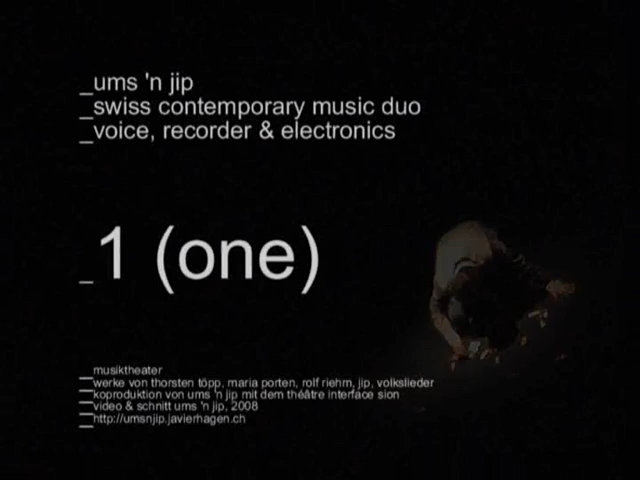 _ums 'n jip
_swiss contemporary music duo
_voice, recorder & electronics
_1 (one)
_musiktheater
_werke von thorsten töpp, maria porten, rolf riehm, jip, volkslieder
_koproduktion von ums 'n jip mit dem théâtre interface sion
_video & schnitt ums 'n jip, 2008
_http://umsnjip.javierhagen.ch
_